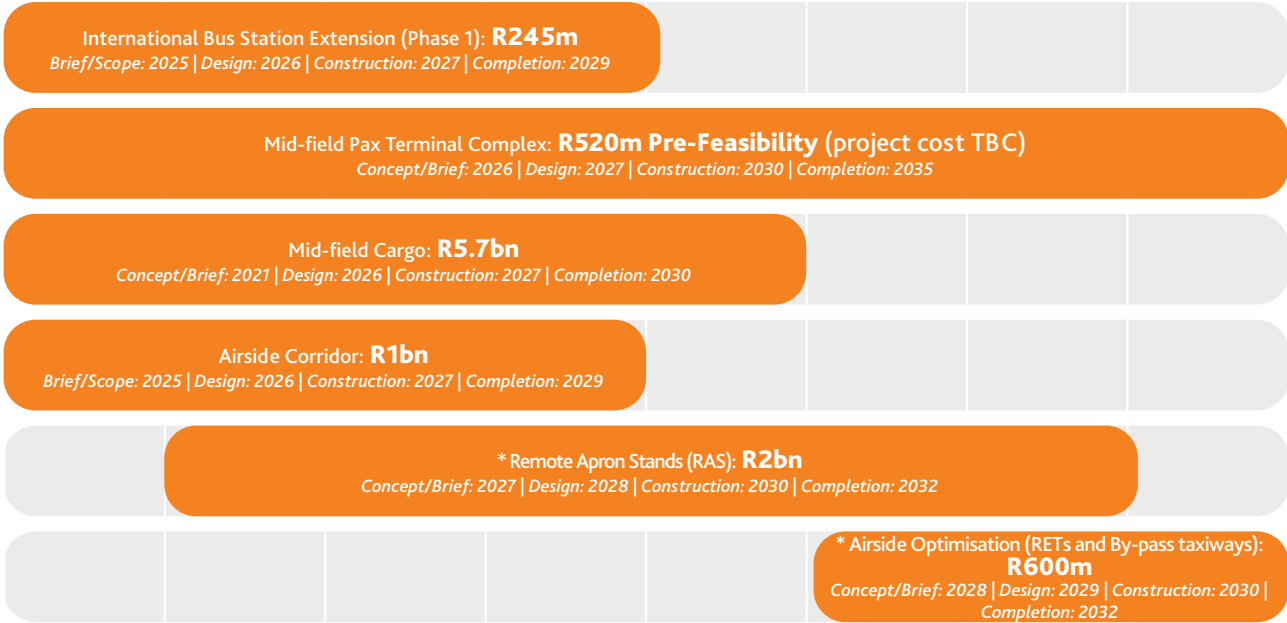 International Bus Station Extension (Phase 1): R245m
Brief/Scope: 2025 | Design: 2026 | Construction: 2027 | Completion: 2029
Mid-field Pax Terminal Complex: R520m Pre-Feasibility (project cost TBC)
Concept/Brief: 2026 | Design: 2027 | Construction: 2030 | Completion: 2035
Mid-field Cargo: R5.7bn
Concept/Brief: 2021 | Design: 2026 | Construction: 2027 | Completion: 2030
Airside Corridor: R1bn
Brief/Scope: 2025 | Design: 2026 | Construction: 2027 | Completion: 2029
* Remote Apron Stands (RAS): R2bn
Concept/Brief: 2027 | Design: 2028 | Construction: 2030 | Completion: 2032
* Airside Optimisation (RETs and By-pass taxiways):
R600m
Concept/Brief: 2028 | Design: 2029 | Construction: 2030 |
Completion: 2032